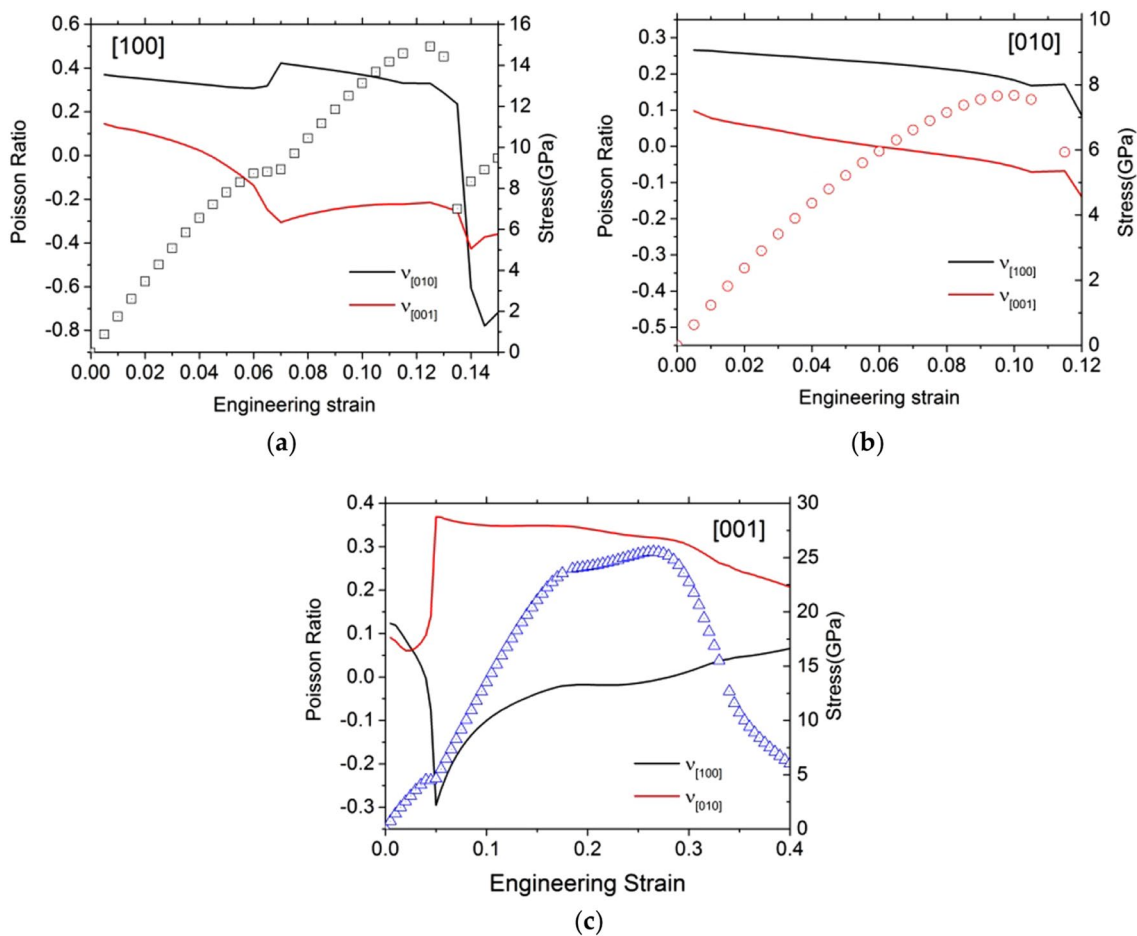 [100]
0.6
0.4
0.2
0.0
-0.2
-0.4
-0.6
-0.8
Poisson Ratio
16
14
12
10
8
6
4
2
0
Stress(GPa)
ν[010]
ν[001]
0.00 0.02 0.04 0.06 0.08 0.10 0.12 0.14
Engineering strain
(a)
[010]
0.3
0.2
0.1
0.0
-0.1
-0.2
-0.3
-0.4
-0.5
Poisson Ratio
10
8
6
4
2
0
Stress(GPa)
ν[100]
ν[001]
0.00 0.02 0.04 0.06 0.08 0.10 0.12
Engineering strain
(b)
[001]
0.4
0.3
0.2
0.1
0.0
-0.1
-0.2
-0.3
Poisson Ratio
30
25
20
15
10
5
0
Stress(GPa)
ν[100]
ν[010]
0.0 0.1 0.2 0.3 0.4
Engineering Strain
(c)